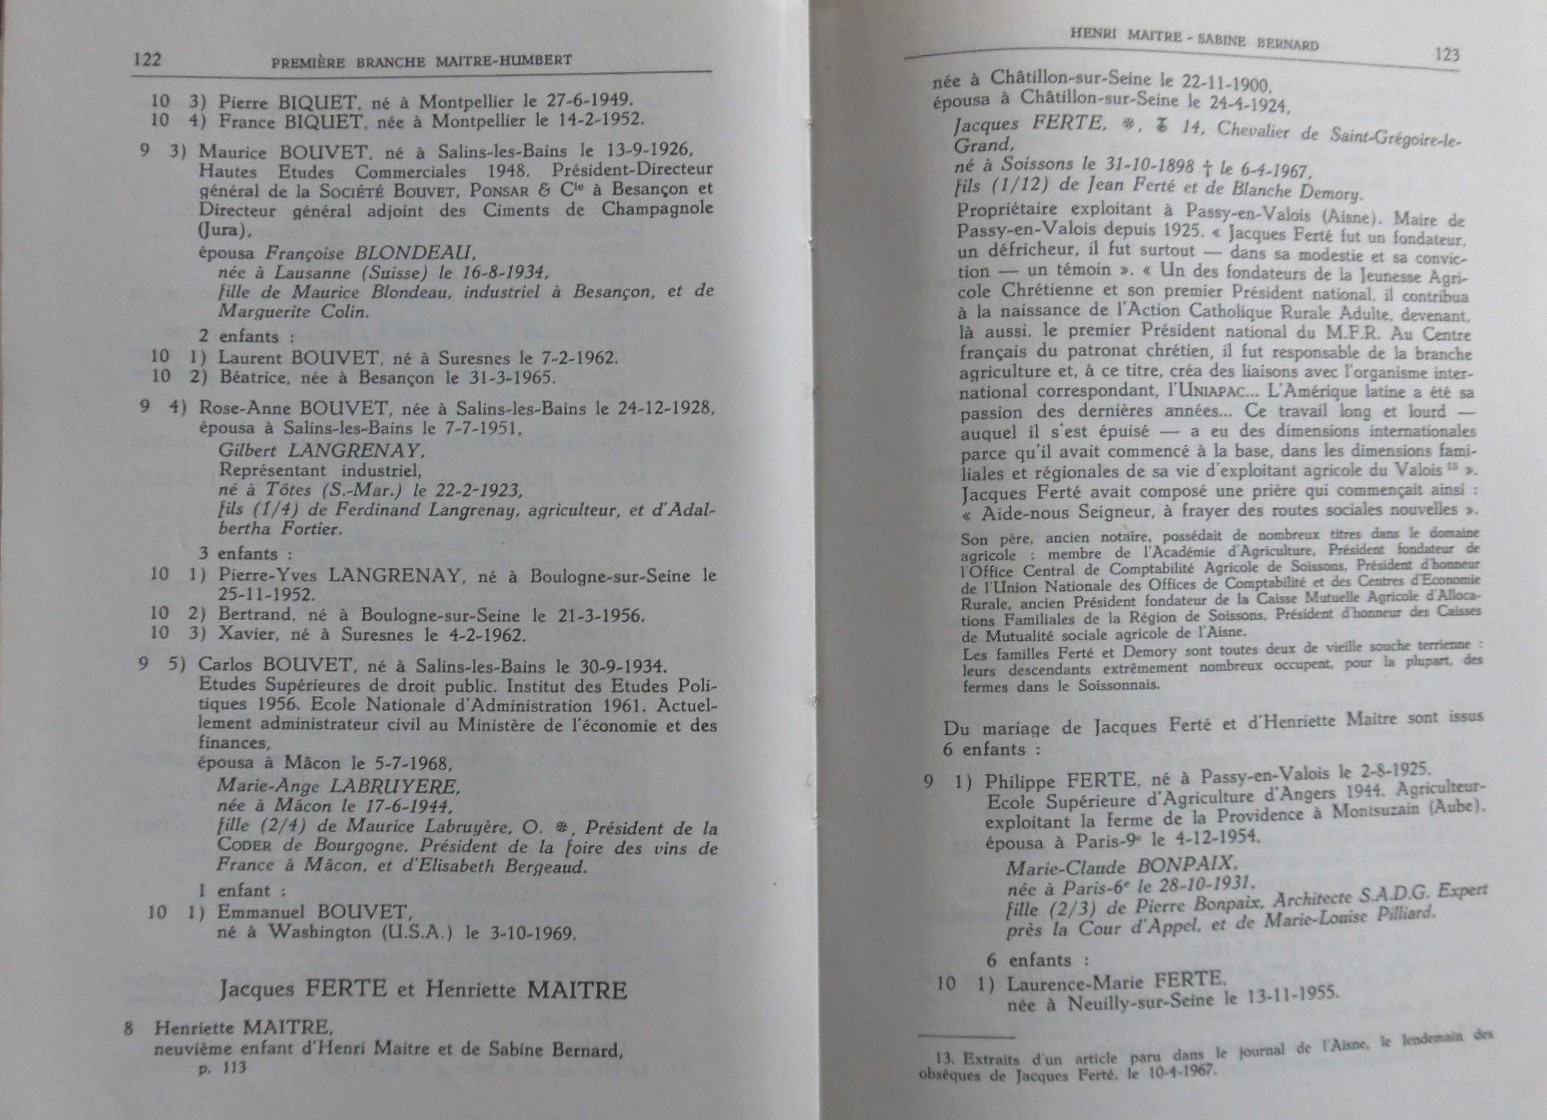 122
PREMIÈRE BRANCHE MAITRE-HUMBERT
10 3) Pierre BIQUET, né à Montpellier le 27-6-1949.
10 4) France BIQUET, née à Montpellier le 14-2-1952.
9 3) Maurice BOUVET, né à Salins-les-Bains le 13-9-1926,
Hautes Etudes Commerciales 1948. Président-Directeur
général de la SOCIÉTÉ BOUVET, PONSAR & Cie à Besançon et
Directeur général adjoint des Ciments de Champagnole
(Jura),
épousa Françoise BLONDEAU,
née à Lausanne (Suisse) le 16-8-1934,
fille de Maurice Blondeau, industriel à Besançon, et de
Marguerite Colin.
2 enfants :
10 1) Laurent BOUVET, né à Suresnes le 7-2-1962.
10 2) Béatrice, née à Besançon le 31-3-1965.
9 4) Rose-Anne BOUVET, née à Salins-les-Bains le 24-12-1928,
épousa à Salins-les-Bains le 7-7-1951,
Gilbert LANGRENAY,
Représentant industriel,
né à Tôtes (S.-Mar.) le 22-2-1923,
fils (1/4) de Ferdinand Langrenay, agriculteur, et d'Adal-
bertha Fortier.
3 enfants :
10 1) Pierre-Yves LANGRENAY, né à Boulogne-sur-Seine le
25-11-1952.
10 2) Bertrand, né à Boulogne-sur-Seine le 21-3-1956.
10 3) Xavier, né à Suresnes le 4-2-1962.
9 5) Carlos BOUVET, né à Salins-les-Bains le 30-9-1934.
Etudes Supérieures de droit public. Institut des Etudes Poli-
tiques 1956. Ecole Nationale d'Administration 1961. Actuel-
lement administrateur civil au Ministère de l'économie et des
finances,
épousa à Mâcon le 5-7-1968,
Marie-Ange LABRUYERE,
née à Mâcon le 17-6-1944,
fille (2/4) de Maurice Labruyère, O. ✻, Président de la
CODER de Bourgogne, Président de la foire des vins de
France à Mâcon, et d'Elisabeth Bergeaud.
1 enfant :
10 1) Emmanuel BOUVET,
né à Washington (U.S.A.) le 3-10-1969.
Jacques FERTE et Henriette MAITRE
8 Henriette MAITRE,
neuvième enfant d'Henri Maitre et de Sabine Bernard,
p. 113
HENRI MAITRE - SABINE BERNARD
123
née à Châtillon-sur-Seine le 22-11-1900,
épousa à Châtillon-sur-Seine le 24-4-1924,
Jacques FERTE, ✻, 14, Chevalier de Saint-Grégoire-le-
Grand,
né à Soissons le 31-10-1898 † le 6-4-1967,
fils (1/12) de Jean Ferté et de Blanche Demory.
Propriétaire exploitant à Passy-en-Valois (Aisne). Maire de
Passy-en-Valois depuis 1925. « Jacques Ferté fut un fondateur,
un défricheur, il fut surtout — dans sa modestie et sa convic-
tion — un témoin ». « Un des fondateurs de la Jeunesse Agri-
cole Chrétienne et son premier Président national, il contribua
à la naissance de l'Action Catholique Rurale Adulte, devenant,
là aussi, le premier Président national du M.F.R. Au Centre
français du patronat chrétien, il fut responsable de la branche
agriculture et, à ce titre, créa des liaisons avec l'organisme inter-
national correspondant, l'UNIAPAC... L'Amérique latine a été sa
passion des dernières années... Ce travail long et lourd —
auquel il s'est épuisé — a eu des dimensions internationales
parce qu'il avait commencé à la base, dans les dimensions fami-
liales et régionales de sa vie d'exploitant agricole du Valois 13 ».
Jacques Ferté avait composé une prière qui commençait ainsi :
« Aide-nous Seigneur, à frayer des routes sociales nouvelles ».
Son père, ancien notaire, possédait de nombreux titres dans le domaine
agricole : membre de l'Académie d'Agriculture, Président fondateur de
l'Office Central de Comptabilité Agricole de Soissons, Président d'honneur
de l'Union Nationale des Offices de Comptabilité et des Centres d'Economie
Rurale, ancien Président fondateur de la Caisse Mutuelle Agricole d'Alloca-
tions Familiales de la Région de Soissons, Président d'honneur des Caisses
de Mutualité sociale agricole de l'Aisne.
Les familles Ferté et Demory sont toutes deux de vieille souche terrienne :
leurs descendants extrêmement nombreux occupent, pour la plupart, des
fermes dans le Soissonnais.
Du mariage de Jacques Ferté et d'Henriette Maitre sont issus
6 enfants :
9 1) Philippe FERTE, né à Passy-en-Valois le 2-8-1925.
Ecole Supérieure d'Agriculture d'Angers 1944. Agriculteur-
exploitant la ferme de la Providence à Montsuzain (Aube),
épousa à Paris-9e le 4-12-1954.
Marie-Claude BONPAIX,
née à Paris-6e le 28-10-1931,
fille (2/3) de Pierre Bonpaix, Architecte S.A.D.G. Expert
près la Cour d'Appel, et de Marie-Louise Pilliard.
6 enfants :
10 1) Laurence-Marie FERTE,
née à Neuilly-sur-Seine le 13-11-1955.
13. Extraits d'un article paru dans le journal de l'Aisne, le lendemain des
obsèques de Jacques Ferté, le 10-4-1967.